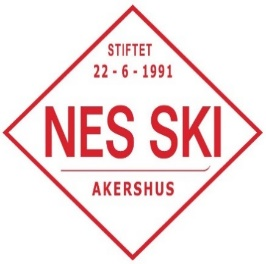 STIFTET
22 - 6 - 1991
NES SKI
AKERSHUS